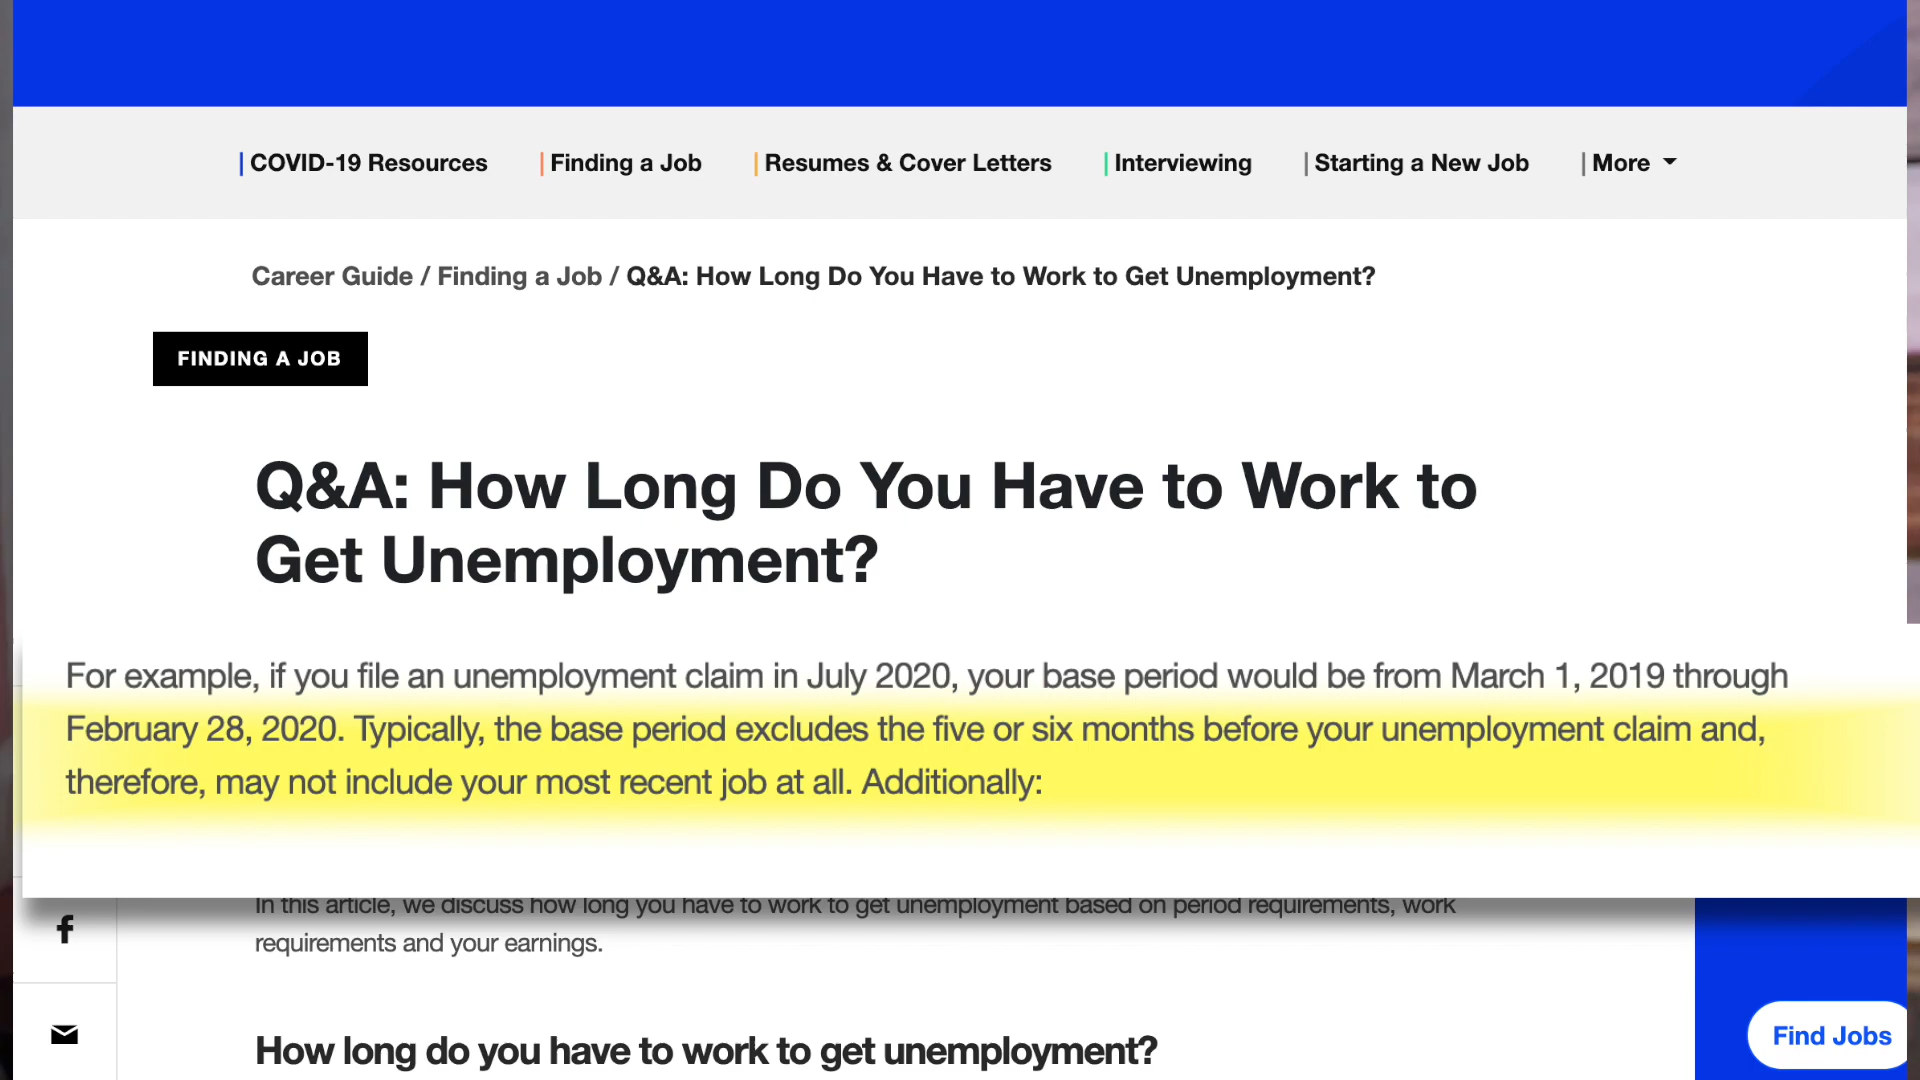 COVID-19 Resources
Finding a Job
Resumes & Cover Letters
Interviewing
Starting a New Job
More
Career Guide / Finding a Job / Q&A: How Long Do You Have to Work to Get Unemployment?
FINDING A JOB
Q&A: How Long Do You Have to Work to
Get Unemployment?
For example, if you file an unemployment claim in July 2020, your base period would be from March 1, 2019 through
February 28, 2020. Typically, the base period excludes the five or six months before your unemployment claim and,
therefore, may not include your most recent job at all. Additionally:
In this article, we discuss how long you have to work to get unemployment based on period requirements, work
requirements and your earnings.
How long do you have to work to get unemployment?
Find Jobs